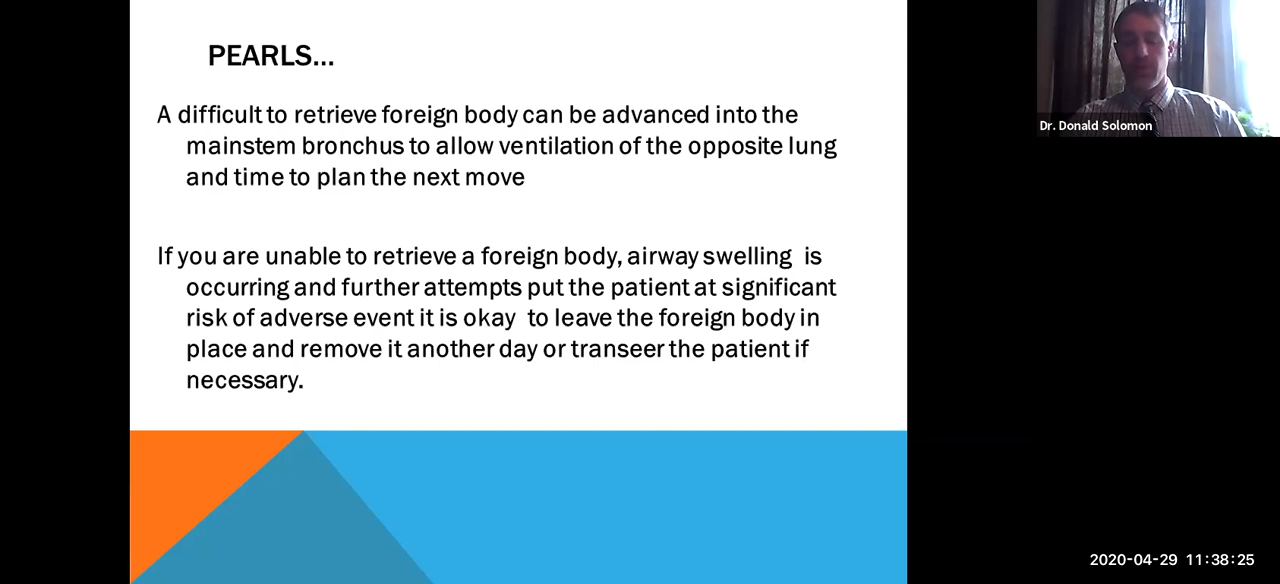 PEARLS...
A difficult to retrieve foreign body can be advanced into the
mainstem bronchus to allow ventilation of the opposite lung
and time to plan the next move
If you are unable to retrieve a foreign body, airway swelling is
occurring and further attempts put the patient at significant
risk of adverse event it is okay to leave the foreign body in
place and remove it another day or transeer the patient if
necessary.
Dr. Donald Solomon
2020-04-29 11:38:25